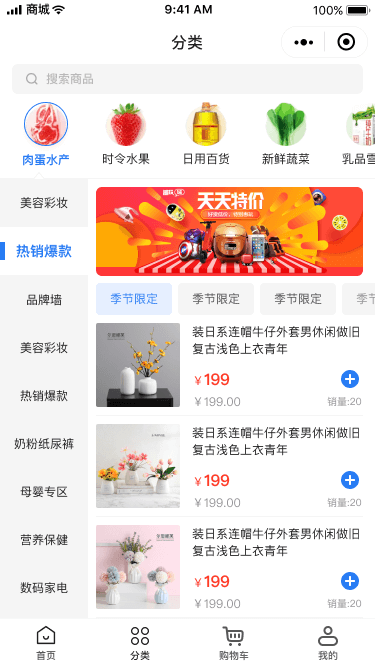 商城
9:41 AM
100%
分类
搜索商品
肉蛋水产
时令水果
日用百货
新鲜蔬菜
乳品雪
美容彩妆
热销爆款
品牌墙
美容彩妆
热销爆款
奶粉纸尿裤
母婴专区
营养保健
数码家电
天天特价
季节限定
季节限定
季节限定
季节
装日系连帽牛仔外套男休闲做旧
复古浅色上衣青年
¥199
¥199.00
销量:20
装日系连帽牛仔外套男休闲做旧
复古浅色上衣青年
¥199
¥199.00
销量:20
装日系连帽牛仔外套男休闲做旧
复古浅色上衣青年
¥199
¥199.00
销量:20
首页
分类
购物车
我的